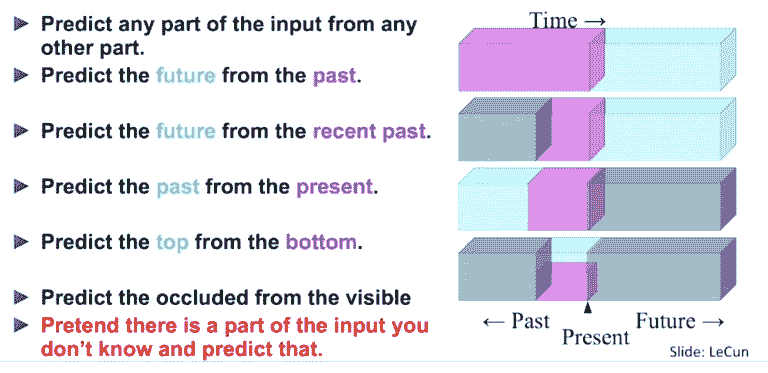 Predict any part of the input from any
other part.
Predict the future from the past.
Predict the future from the recent past.
Predict the past from the present.
Predict the top from the bottom.
Predict the occluded from the visible
Pretend there is a part of the input you
don't know and predict that.
Time →
← Past
Present
Future →
Slide: LeCun